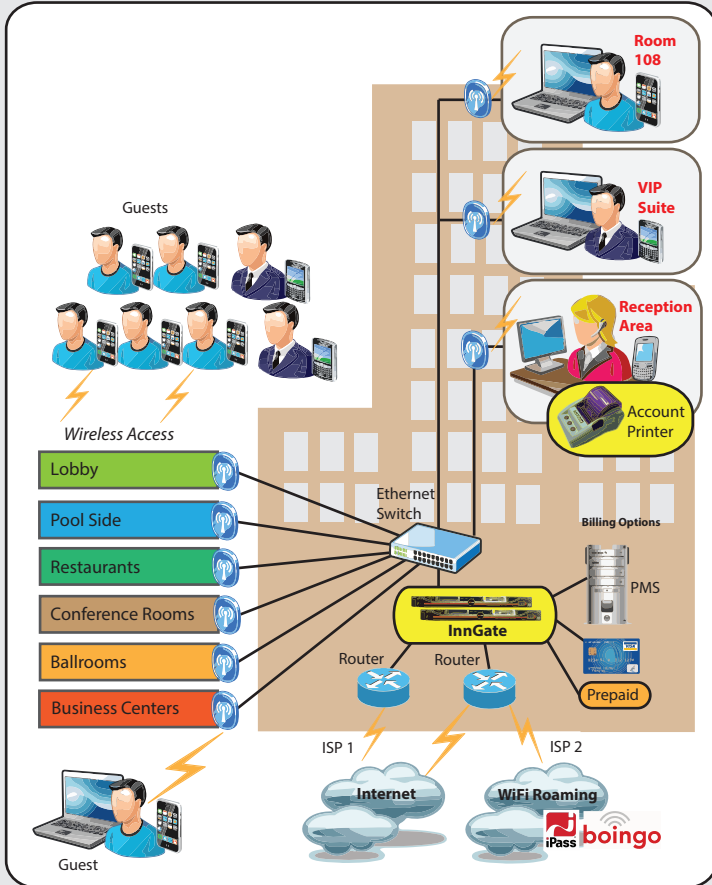 Room
108
VIP
Suite
Guests
Reception
Area
Account
Printer
Wireless Access
Lobby
Ethernet
Switch
Pool Side
Billing Options
Restaurants
PMS
Conference Rooms
InnGate
Ballrooms
Router
Router
Prepaid
Business Centers
ISP 1
ISP 2
Internet
WiFi Roaming
iPass
boingo
Guest